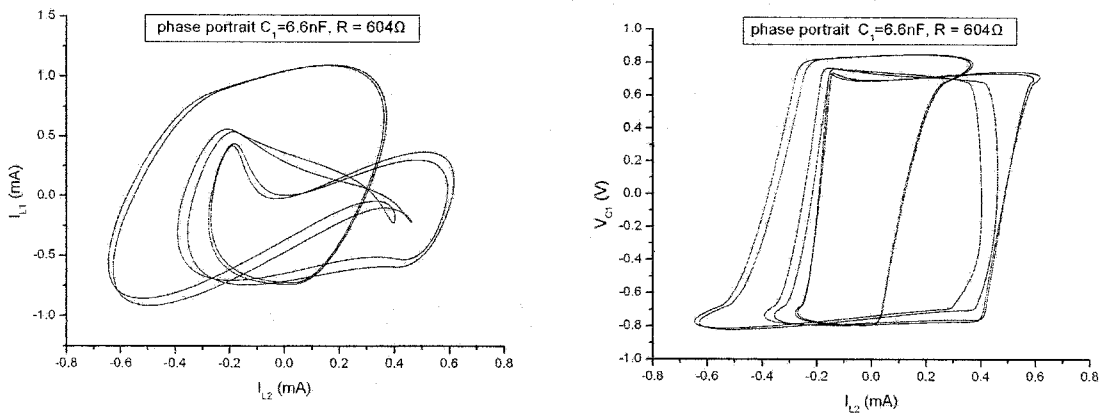 phase portrait C₁=6.6nF, R = 604Ω
1.5
1.0
0.5
0.0
-0.5
-1.0
I_L1 (mA)
-0.8 -0.6 -0.4 -0.2 0.0 0.2 0.4 0.6 0.8
I_L2 (mA)
phase portrait C₁=6.6nF, R = 604Ω
1.0
0.8
0.6
0.4
0.2
0.0
-0.2
-0.4
-0.6
-0.8
-1.0
V_C1 (V)
-0.8 -0.6 -0.4 -0.2 0.0 0.2 0.4 0.6 0.8
I_L2 (mA)